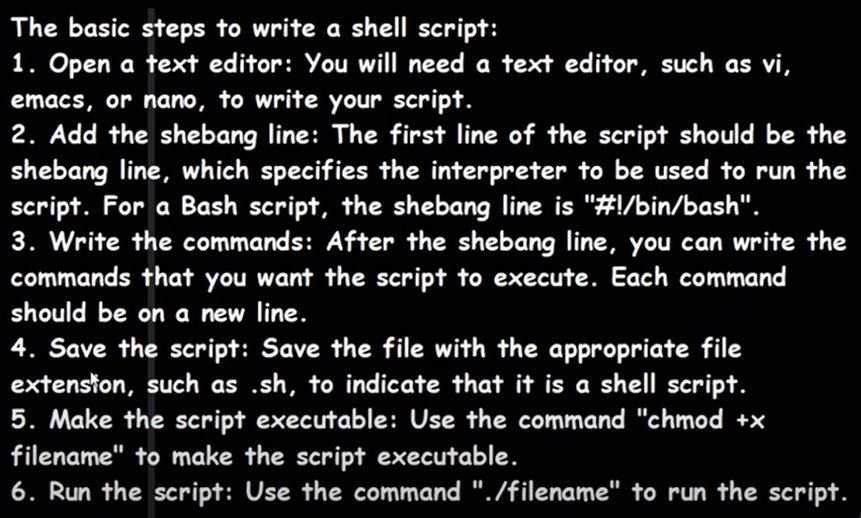 The basic steps to write a shell script:
1. Open a text editor: You will need a text editor, such as vi,
emacs, or nano, to write your script.
2. Add the shebang line: The first line of the script should be the
shebang line, which specifies the interpreter to be used to run the
script. For a Bash script, the shebang line is "#!/bin/bash".
3. Write the commands: After the shebang line, you can write the
commands that you want the script to execute. Each command
should be on a new line.
4. Save the script: Save the file with the appropriate file
extension, such as .sh, to indicate that it is a shell script.
5. Make the script executable: Use the command "chmod +x
filename" to make the script executable.
6. Run the script: Use the command "./filename" to run the script.